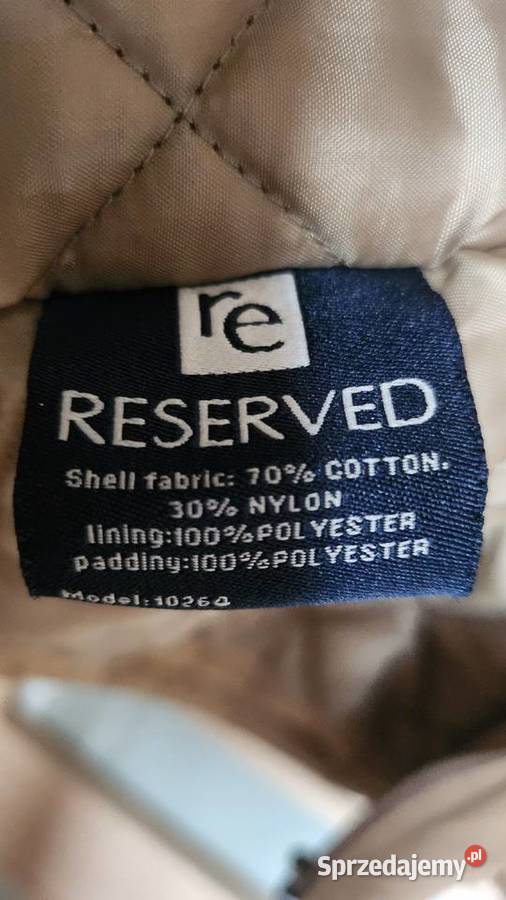 re
RESERVED
Shell fabric: 70% COTTON.
30% NYLON
lining:100%POLYESTER
padding:100%POLYESTER
Model:10264
Sprzedajemy.pl